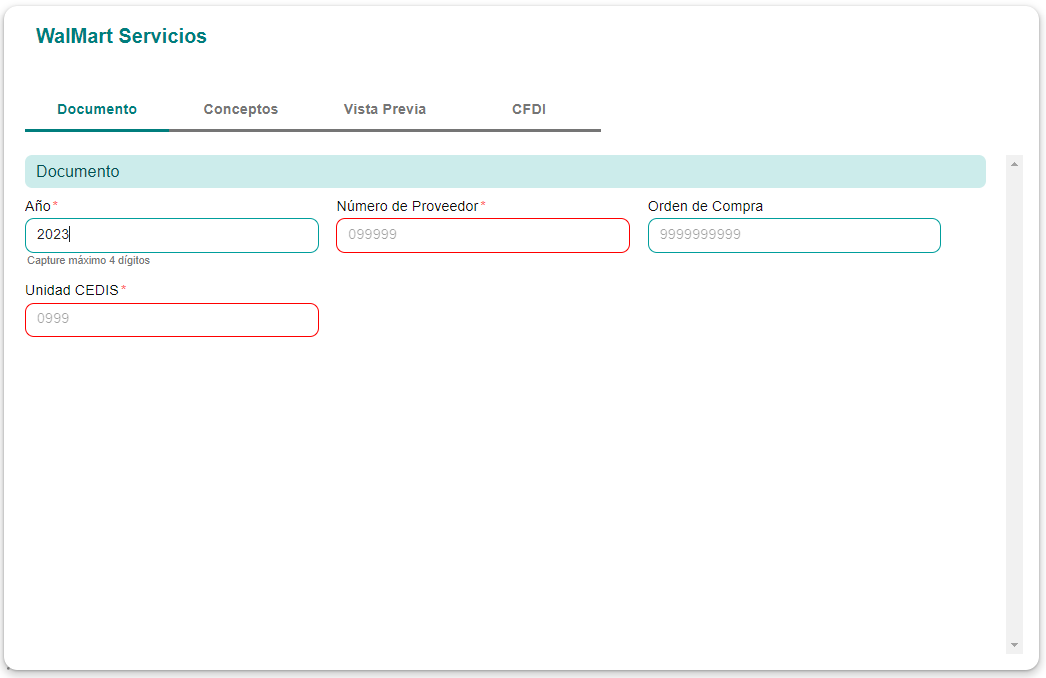 WalMart Servicios
Documento Conceptos Vista Previa CFDI
Documento
Año* Número de Proveedor* Orden de Compra
2023 099999 9999999999
Capture máximo 4 dígitos
Unidad CEDIS*
0999